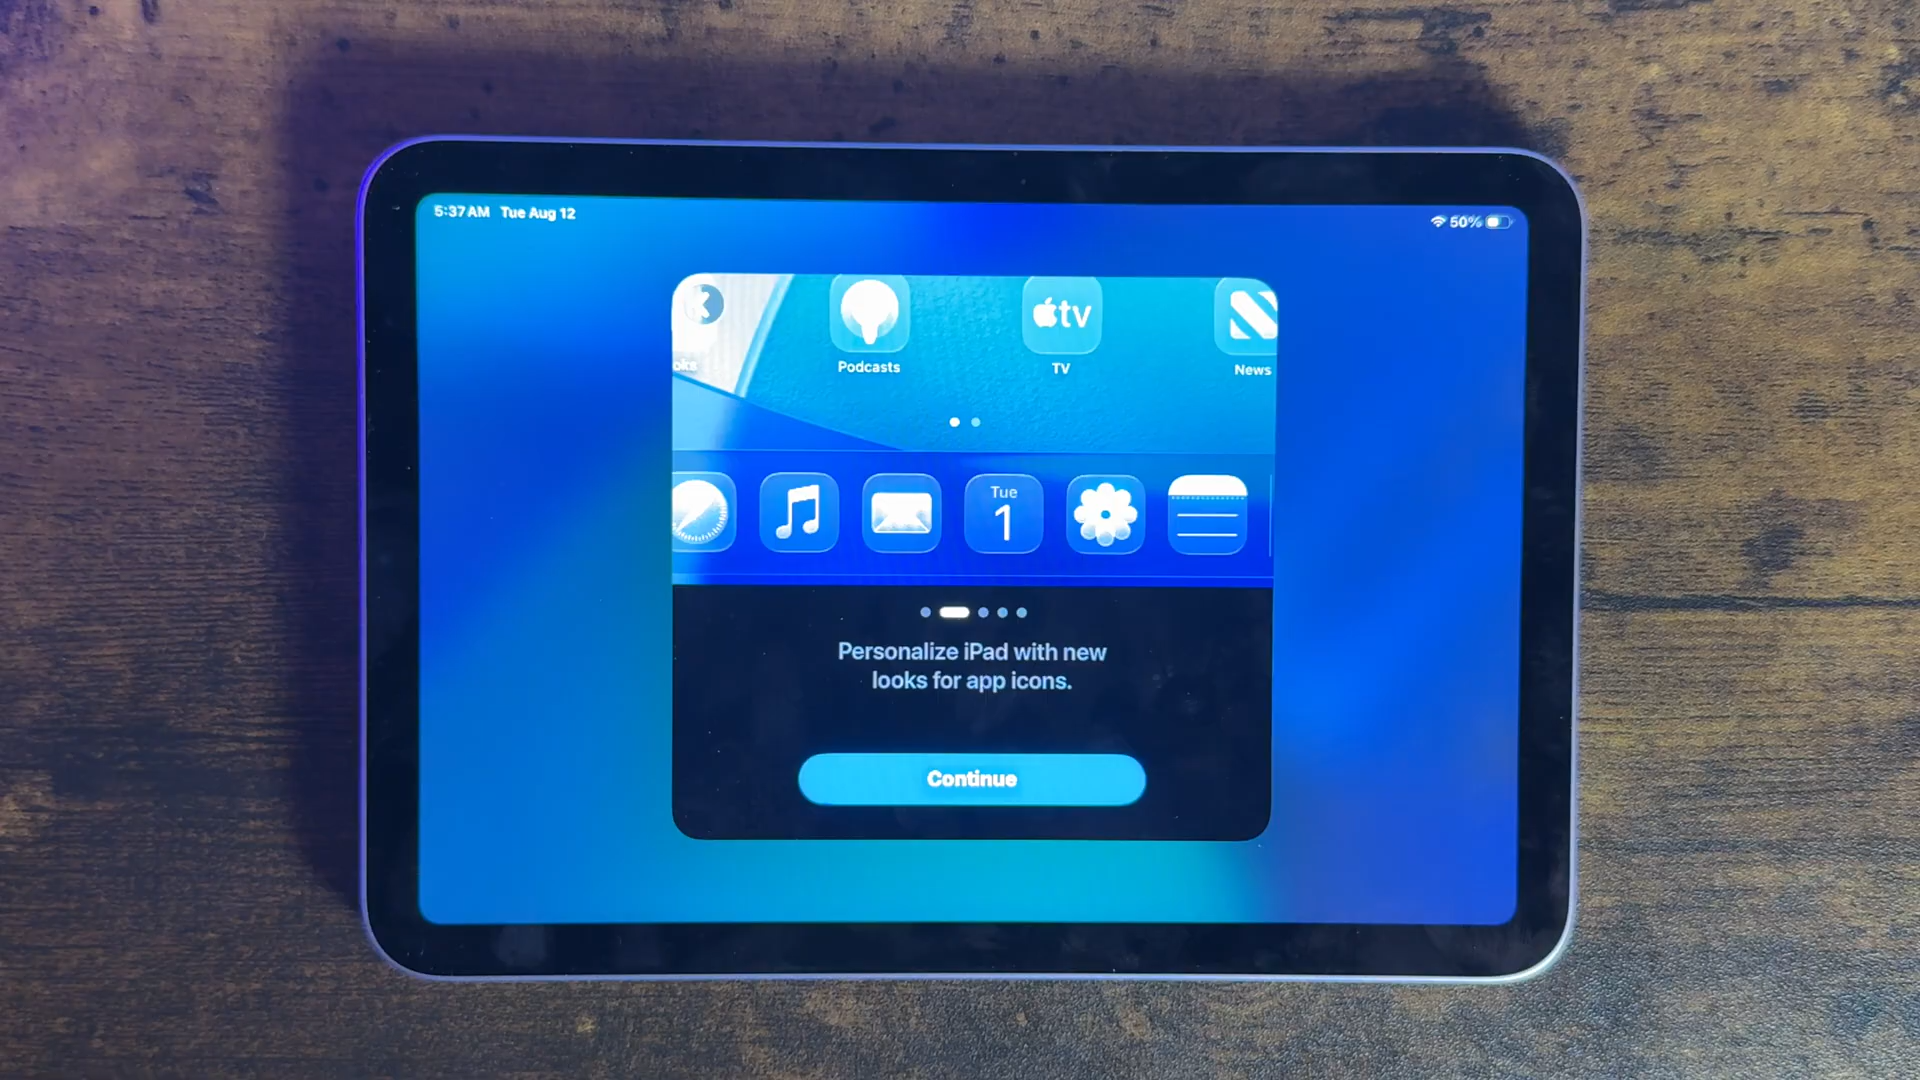 5:37 AM Tue Aug 12
50%
oks
Podcasts
tv
TV
News
Tue
1
Personalize iPad with new
looks for app icons.
Continue